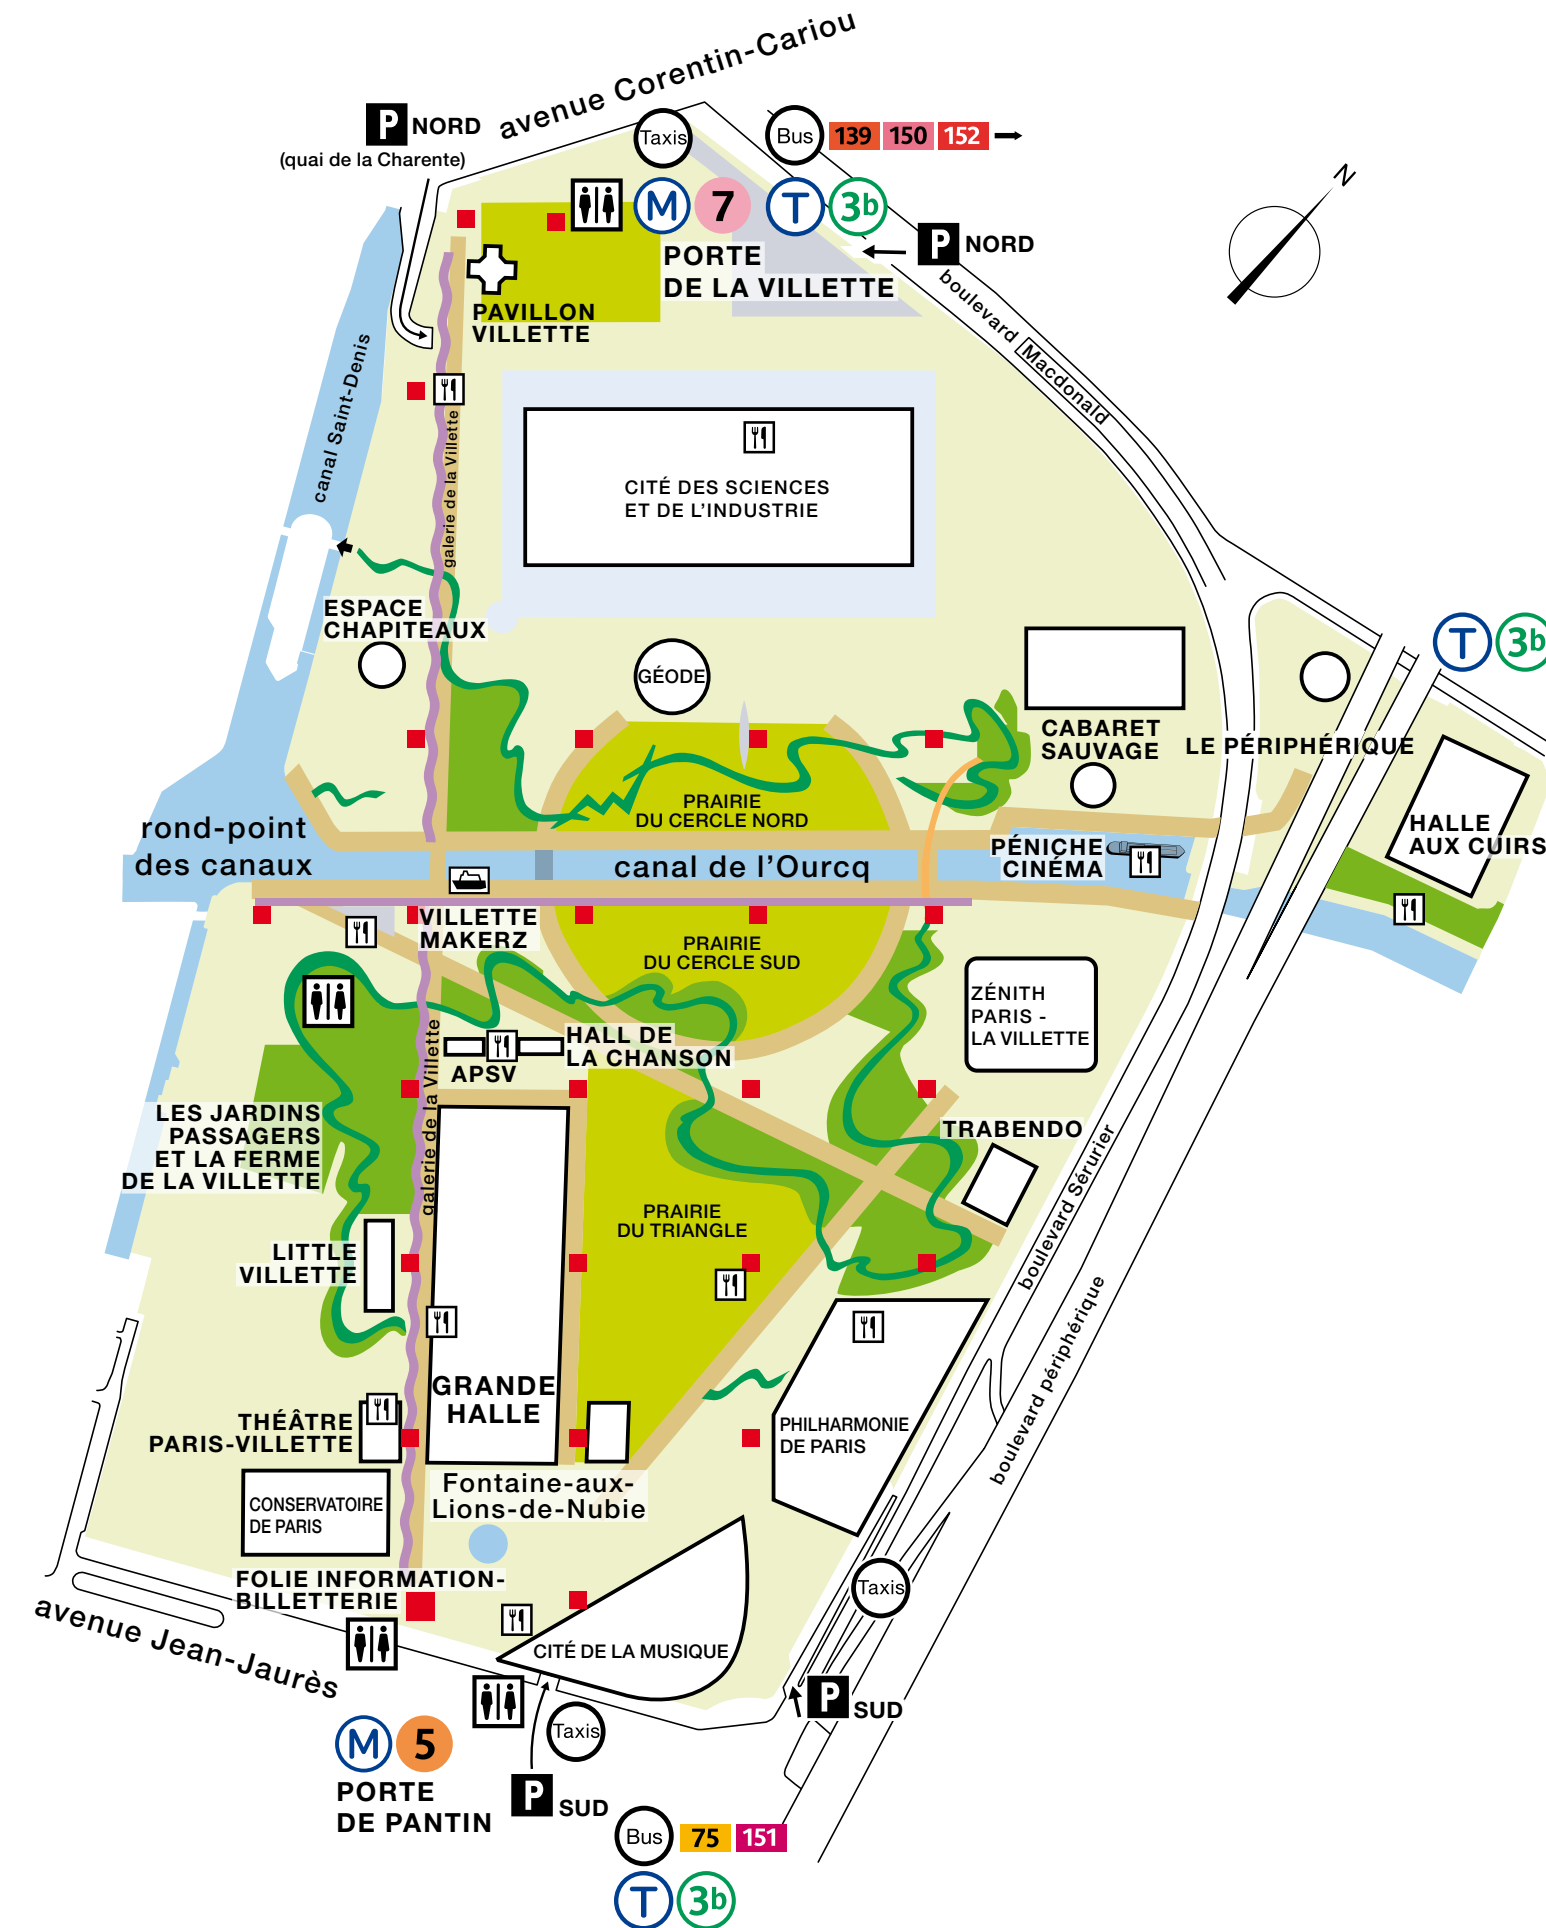 avenue Corentin-Cariou
P NORD
(quai de la Charente)
Taxis
Bus 139 150 152
N
M 7 T 3b
P NORD
PORTE
DE LA VILLETTE
PAVILLON
VILLETTE
boulevard Macdonald
canal Saint-Denis
galerie de la Villette
CITÉ DES SCIENCES
ET DE L'INDUSTRIE
ESPACE
CHAPITEAUX
GÉODE
T 3b
CABARET
SAUVAGE
LE PÉRIPHÉRIQUE
PRAIRIE
DU CERCLE NORD
HALLE
AUX CUIRS
rond-point
des canaux
canal de l'Ourcq
PÉNICHE
CINÉMA
VILLETTE
MAKERZ
PRAIRIE
DU CERCLE SUD
ZÉNITH
PARIS -
LA VILLETTE
HALL DE
LA CHANSON
APSV
galerie de la Villette
LES JARDINS
PASSAGERS
ET LA FERME
DE LA VILLETTE
TRABENDO
boulevard Sérurier
PRAIRIE
DU TRIANGLE
LITTLE
VILLETTE
boulevard périphérique
GRANDE
HALLE
THÉÂTRE
PARIS-VILLETTE
PHILHARMONIE
DE PARIS
Fontaine-aux-
Lions-de-Nubie
CONSERVATOIRE
DE PARIS
FOLIE INFORMATION-
BILLETTERIE
Taxis
avenue Jean-Jaurès
CITÉ DE LA MUSIQUE
P SUD
Taxis
M 5
PORTE
DE PANTIN
P SUD
Bus 75 151
T 3b